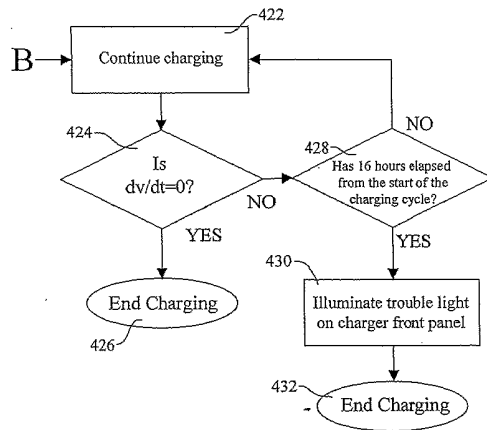 422
B
Continue charging
424
Is
dv/dt=0?
NO
YES
End Charging
426
428
Has 16 hours elapsed
from the start of the
charging cycle?
NO
YES
430
Illuminate trouble light
on charger front panel
432
End Charging